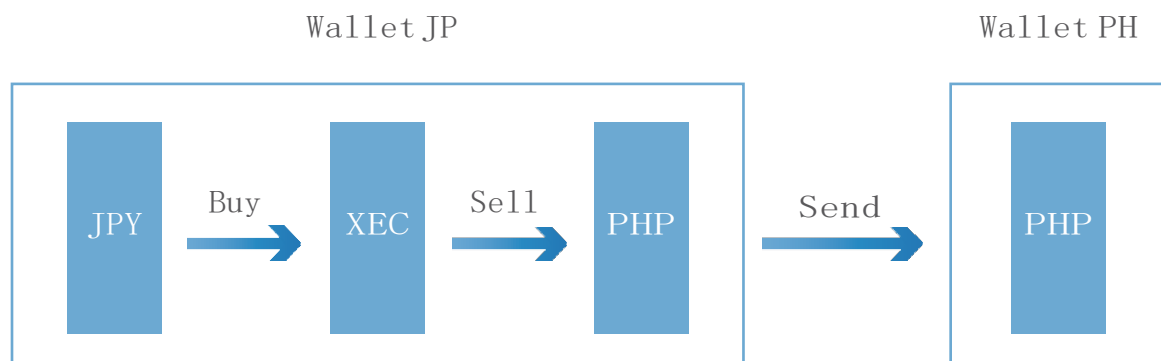 Wallet JP
Wallet PH
Buy
Sell
Send
JPY
XEC
PHP
PHP